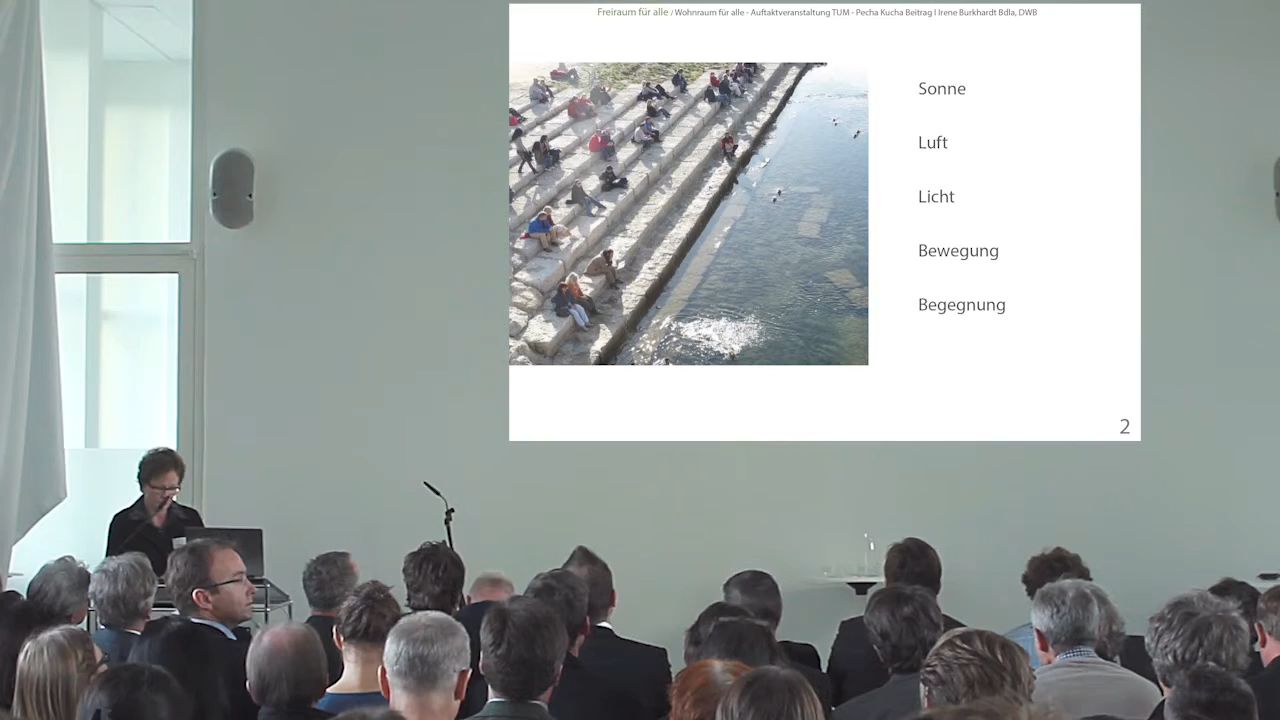 Freiraum für alle / Wohnraum für alle - Auftaktveranstaltung TUM - Pecha Kucha Beitrag I Irene Burkhardt Bdla, DWB
Sonne
Luft
Licht
Bewegung
Begegnung
2